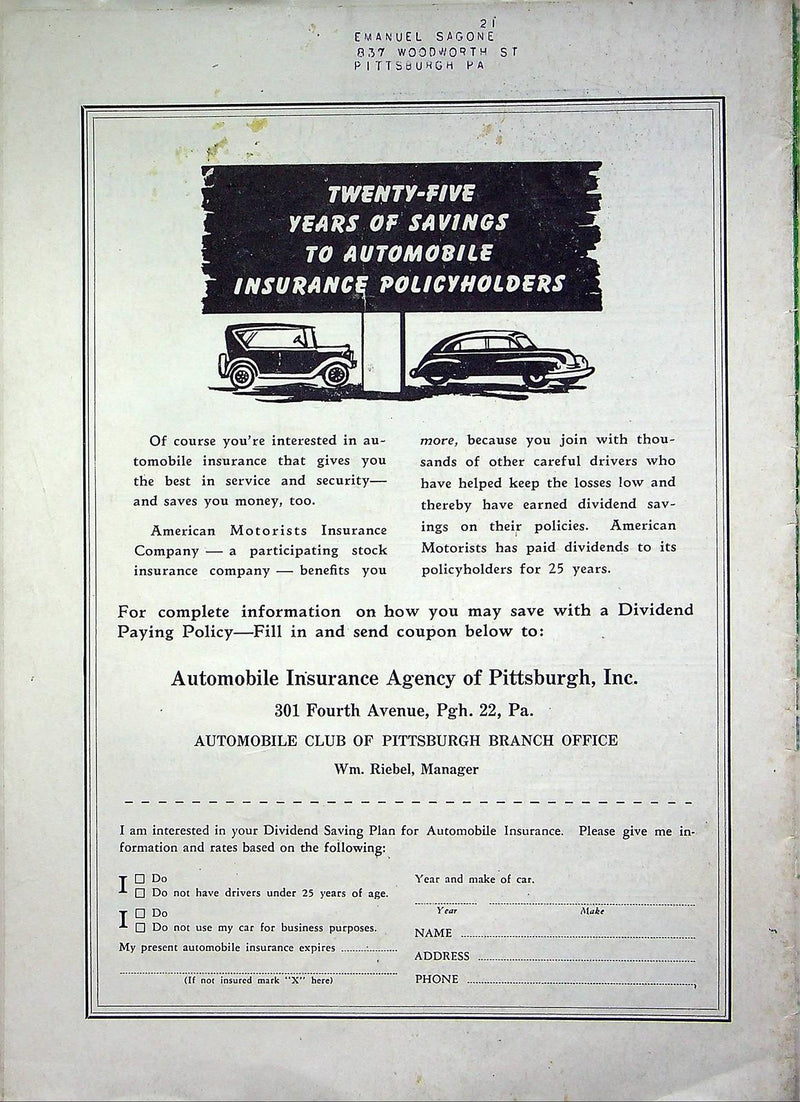 21
EMANUEL SAGONE
837 WOODWORTH ST
PITTSBURGH PA
TWENTY-FIVE
YEARS OF SAVINGS
TO AUTOMOBILE
INSURANCE POLICYHOLDERS
Of course you're interested in au-
tomobile insurance that gives you
the best in service and security—
and saves you money, too.
American Motorists Insurance
Company — a participating stock
insurance company — benefits you
more, because you join with thou-
sands of other careful drivers who
have helped keep the losses low and
thereby have earned dividend sav-
ings on their policies. American
Motorists has paid dividends to its
policyholders for 25 years.
For complete information on how you may save with a Dividend
Paying Policy—Fill in and send coupon below to:
Automobile Insurance Agency of Pittsburgh, Inc.
301 Fourth Avenue, Pgh. 22, Pa.
AUTOMOBILE CLUB OF PITTSBURGH BRANCH OFFICE
Wm. Riebel, Manager
I am interested in your Dividend Saving Plan for Automobile Insurance. Please give me in-
formation and rates based on the following:
I □ Do
□ Do not have drivers under 25 years of age.
I □ Do
□ Do not use my car for business purposes.
My present automobile insurance expires
(If not insured mark "X" here)
Year and make of car.
Year Make
NAME
ADDRESS
PHONE